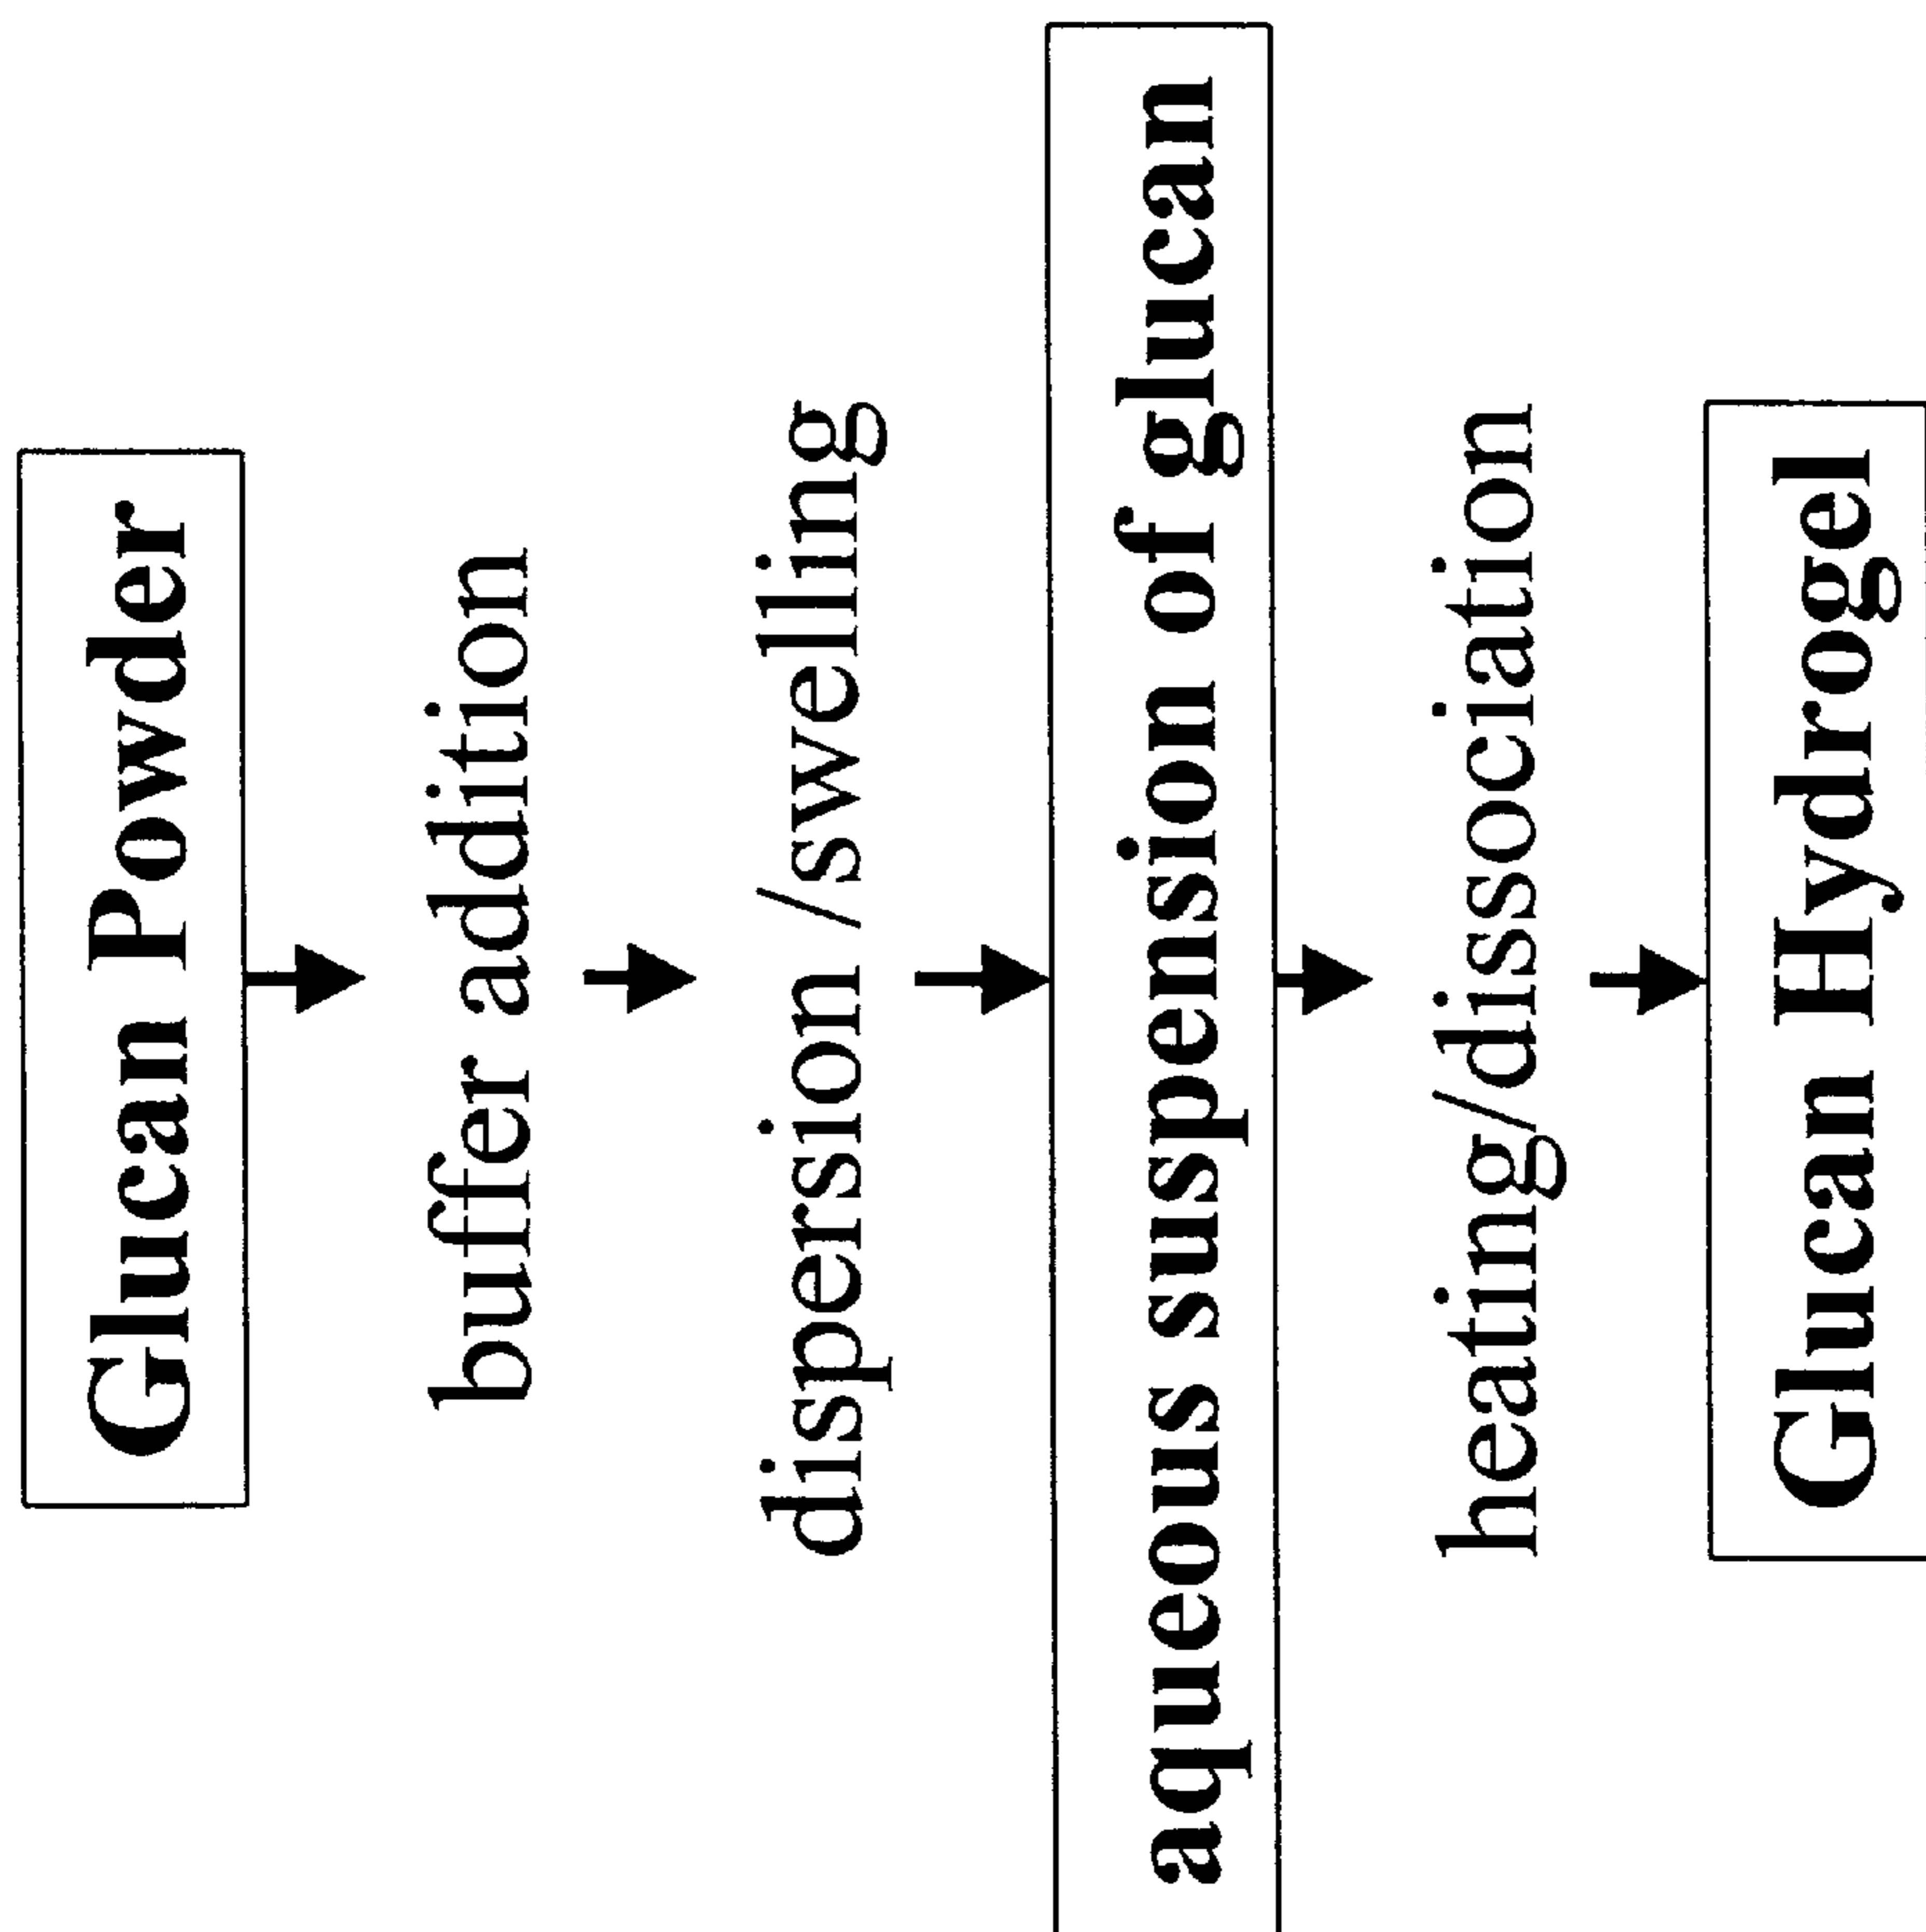 Glucan Powder
buffer addition
dispersion /swelling
aqueous suspension of glucan
heating/dissociation
Glucan Hydrogel